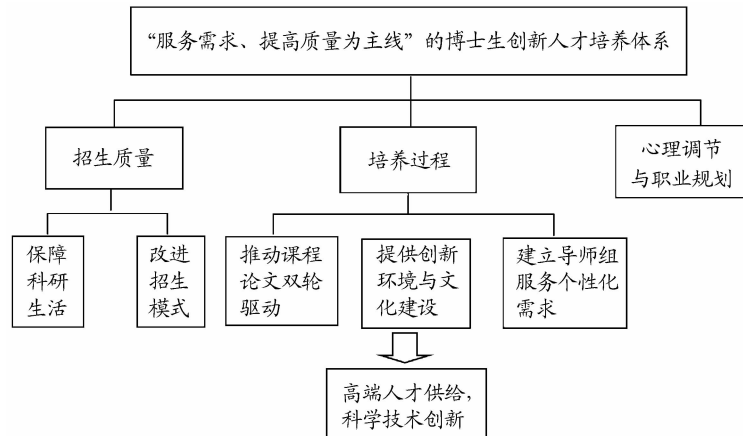 “服务需求、提高质量为主线”的博士生创新人才培养体系
招生质量
培养过程
心理调节
与职业规划
保障
科研
生活
改进
招生
模式
推动课程
论文双轮
驱动
提供创新
环境与文
化建设
建立导师组
服务个性化
需求
高端人才供给，
科学技术创新